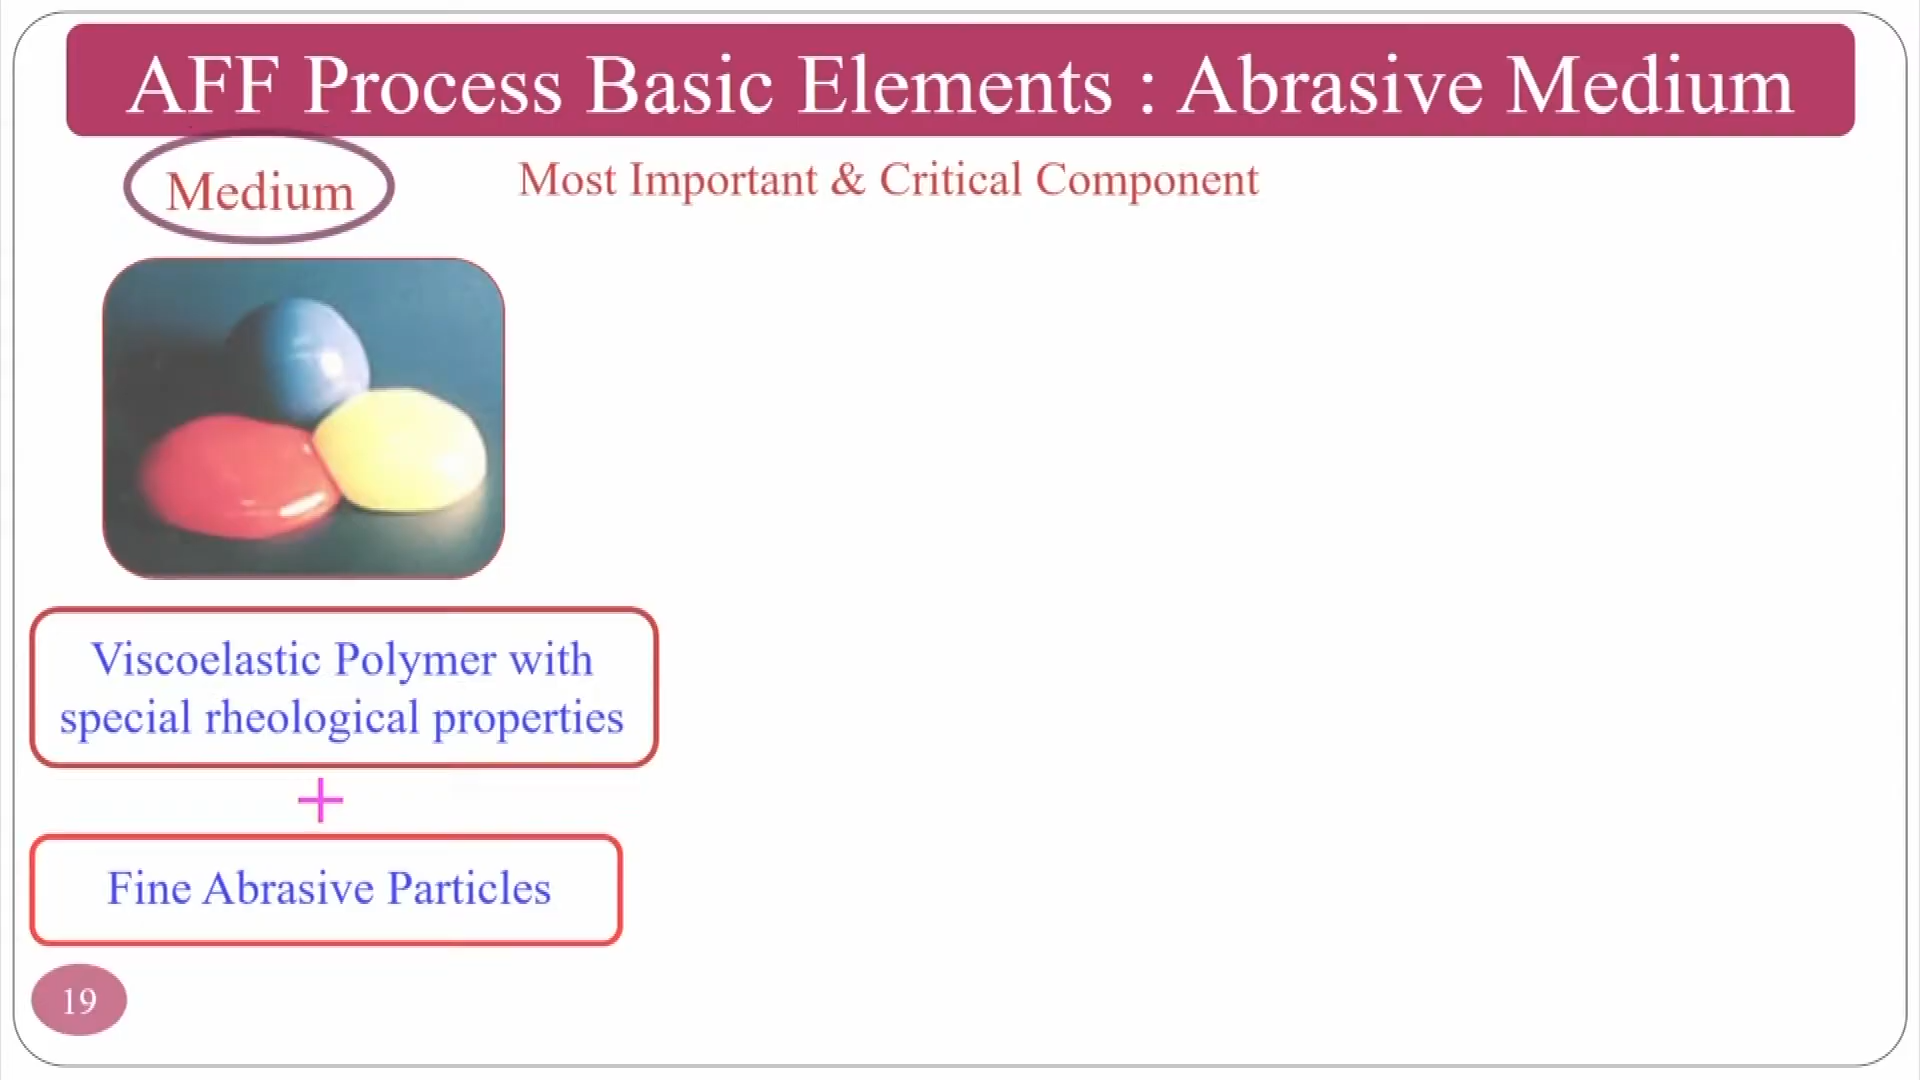 AFF Process Basic Elements : Abrasive Medium
Medium
Most Important & Critical Component
Viscoelastic Polymer with
special rheological properties
+
Fine Abrasive Particles
19